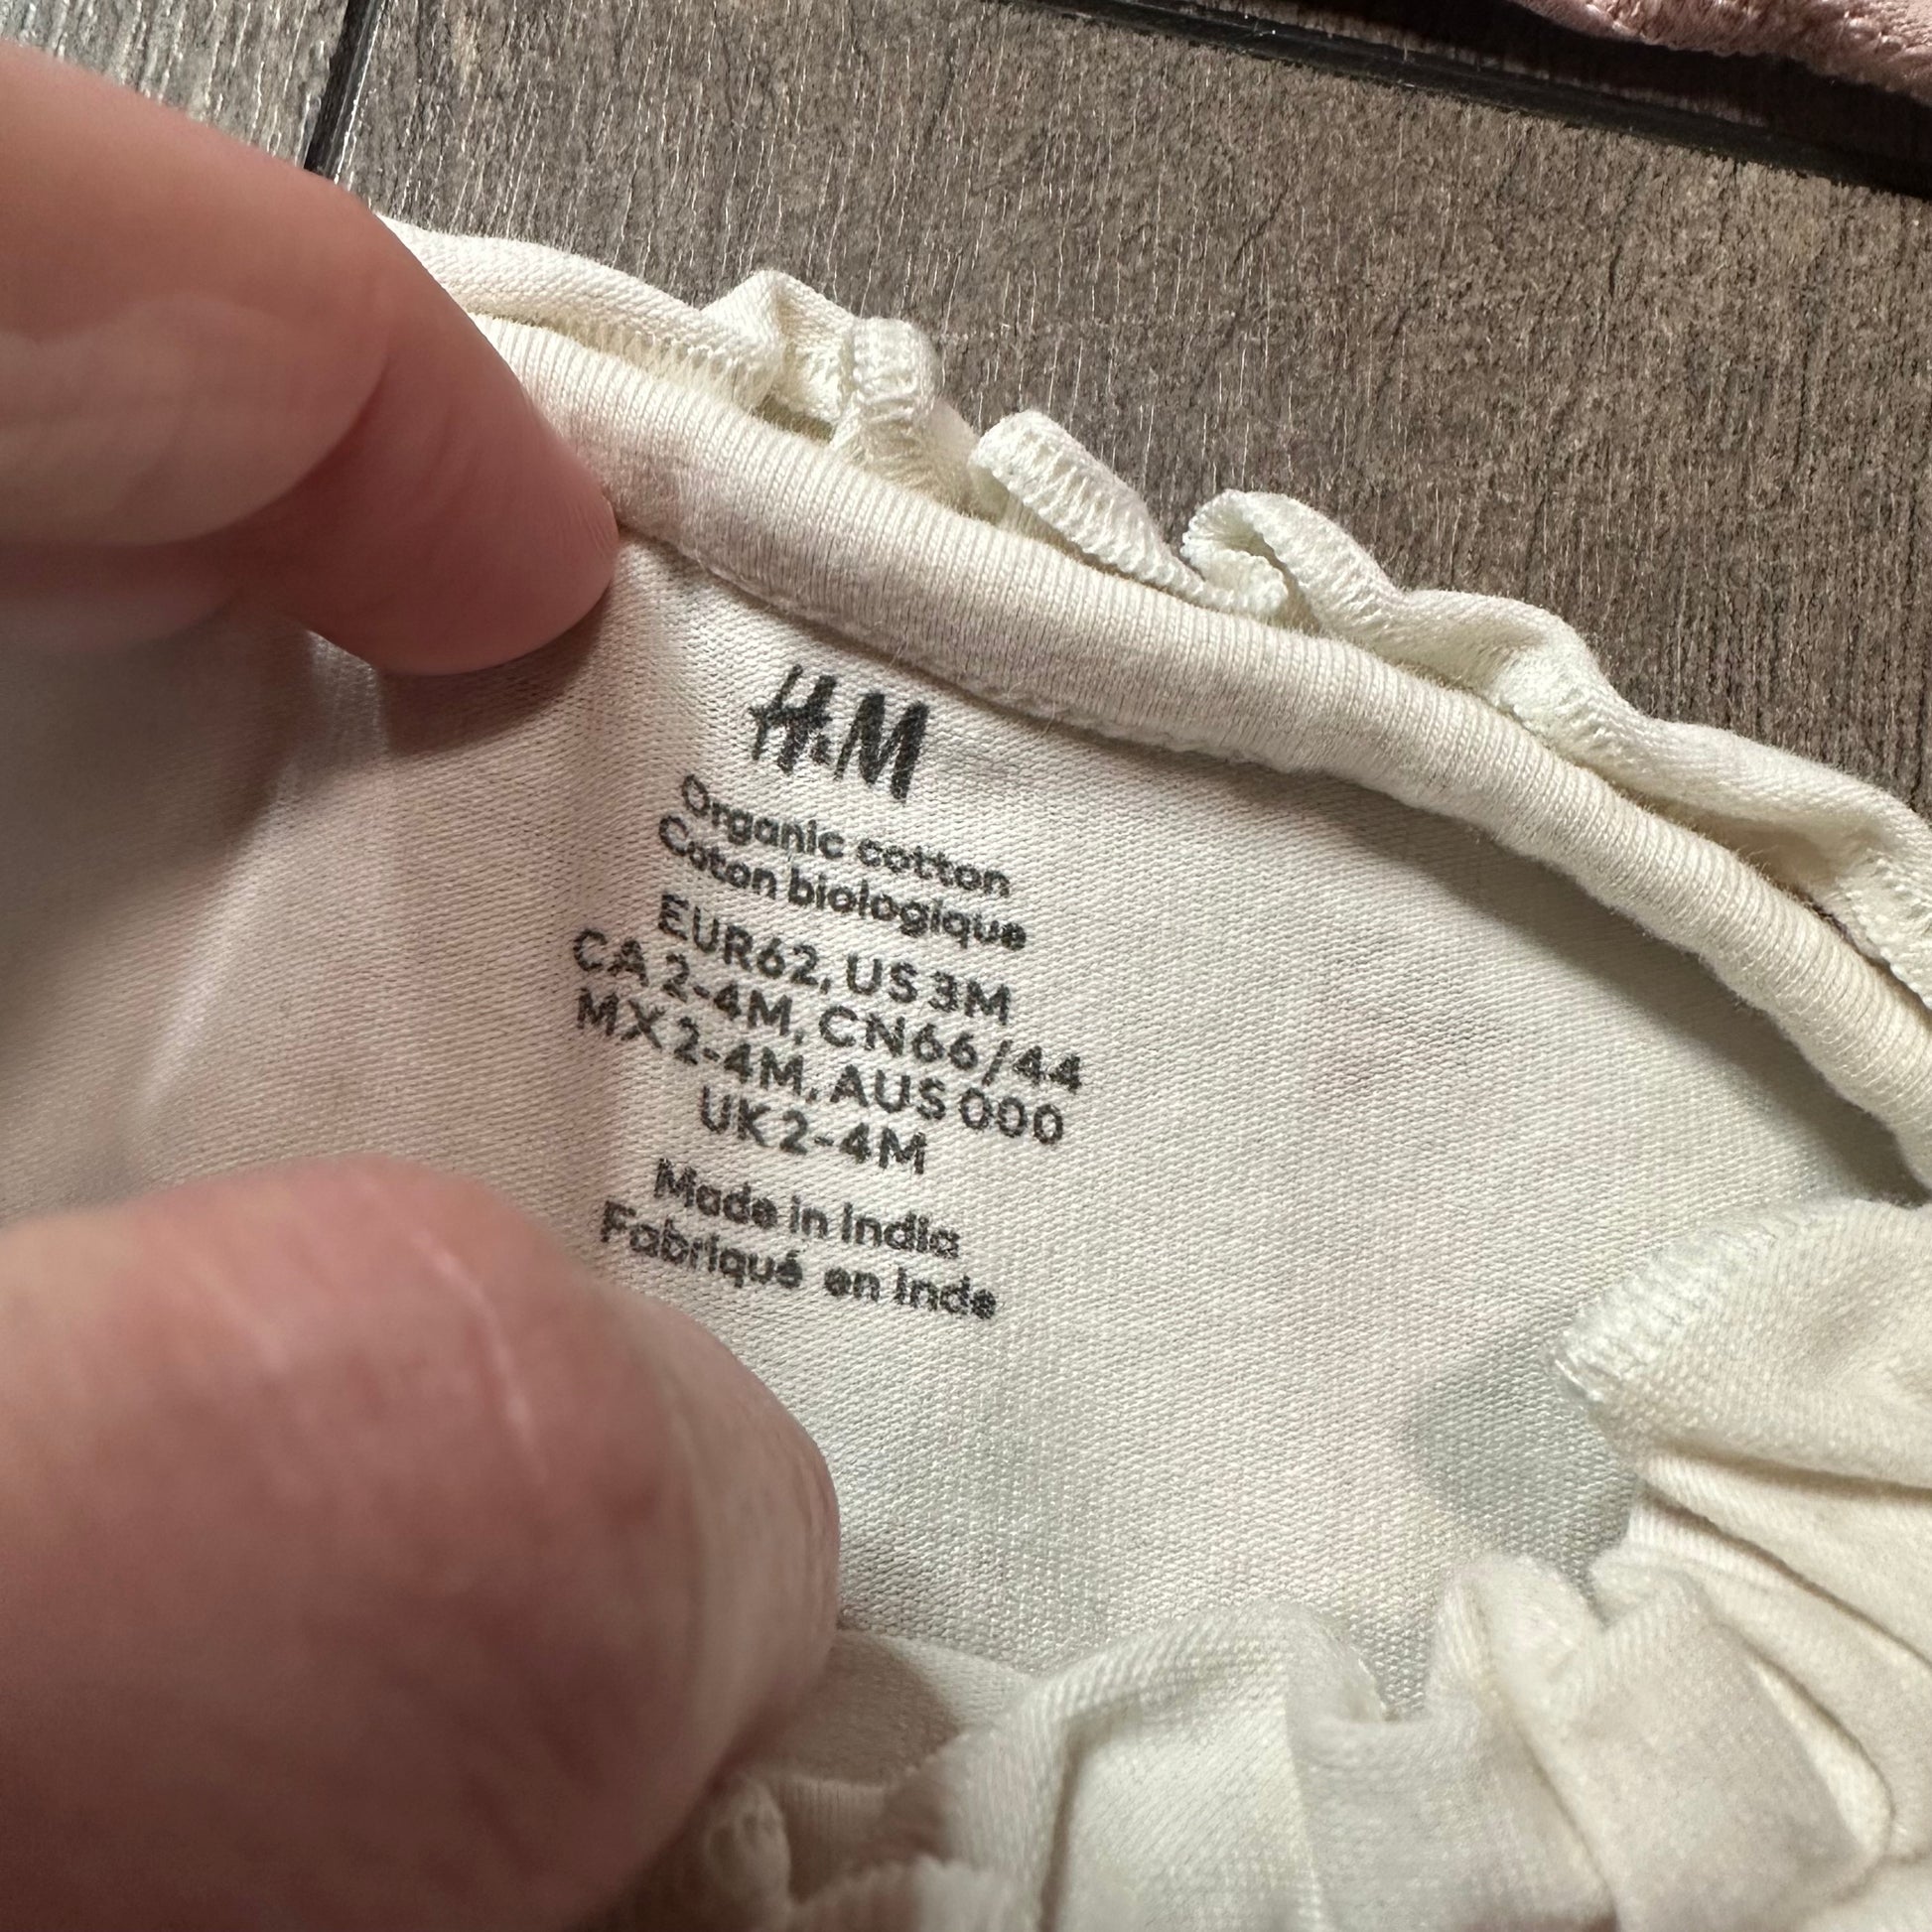 H&M
Organic cotton
Coton biologique
EUR62, US 3M
CA 2-4M, CN66/44
MX 2-4M, AUS 000
UK 2-4M
Made in India
Fabriqué en Inde